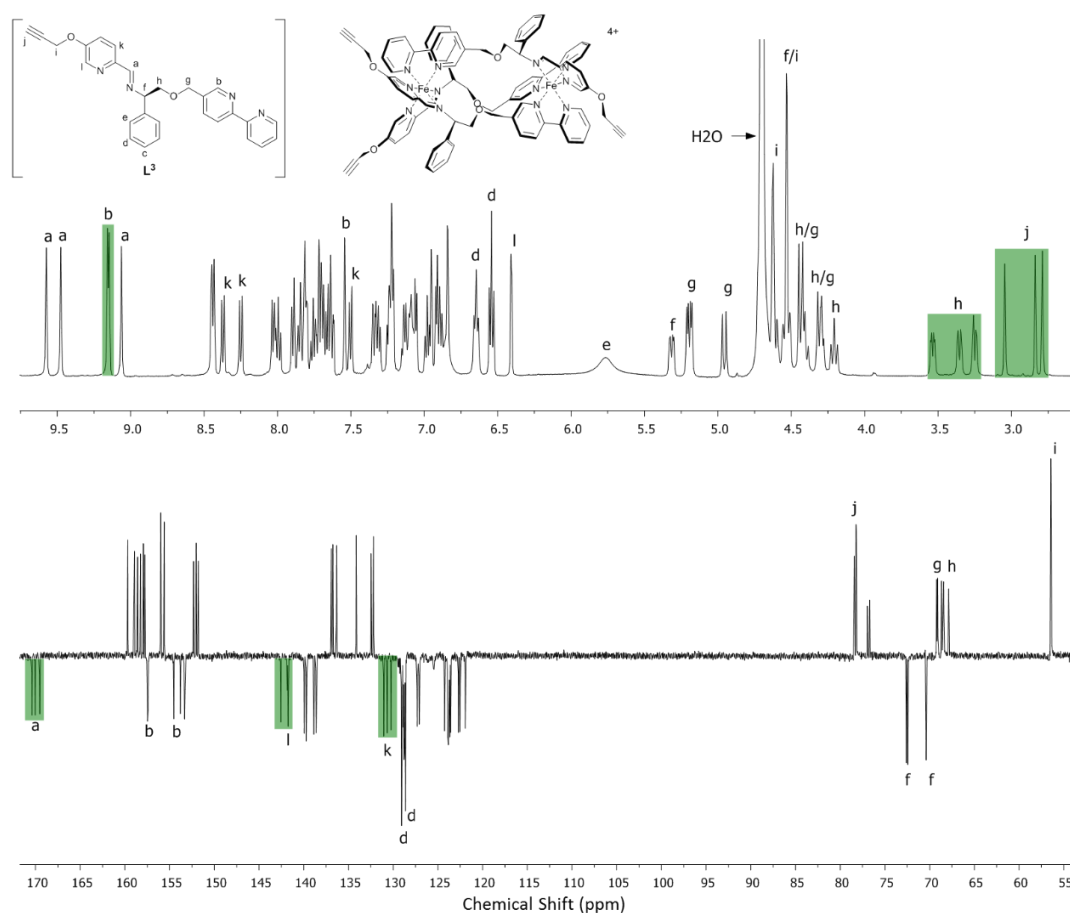 j
i
O
k
l
N
a
N
f
h
O
g
b
N
N
e
d
c
L³
4+
O
N
N
O
N
N
Fe
N
N
N
N
O
O
O
N
N
N
Fe
N
N
N
O
H2O
f/i
i
h/g
h/g
h
h
j
a
a
b
a
k
k
b
k
d
d
l
e
f
g
g
9.5 9.0 8.5 8.0 7.5 7.0 6.5 6.0 5.5 5.0 4.5 4.0 3.5 3.0
a
b
b
l
k
d
d
j
g
h
i
f
f
170 165 160 155 150 145 140 135 130 125 120 115 110 105 100 95 90 85 80 75 70 65 60 55
Chemical Shift (ppm)